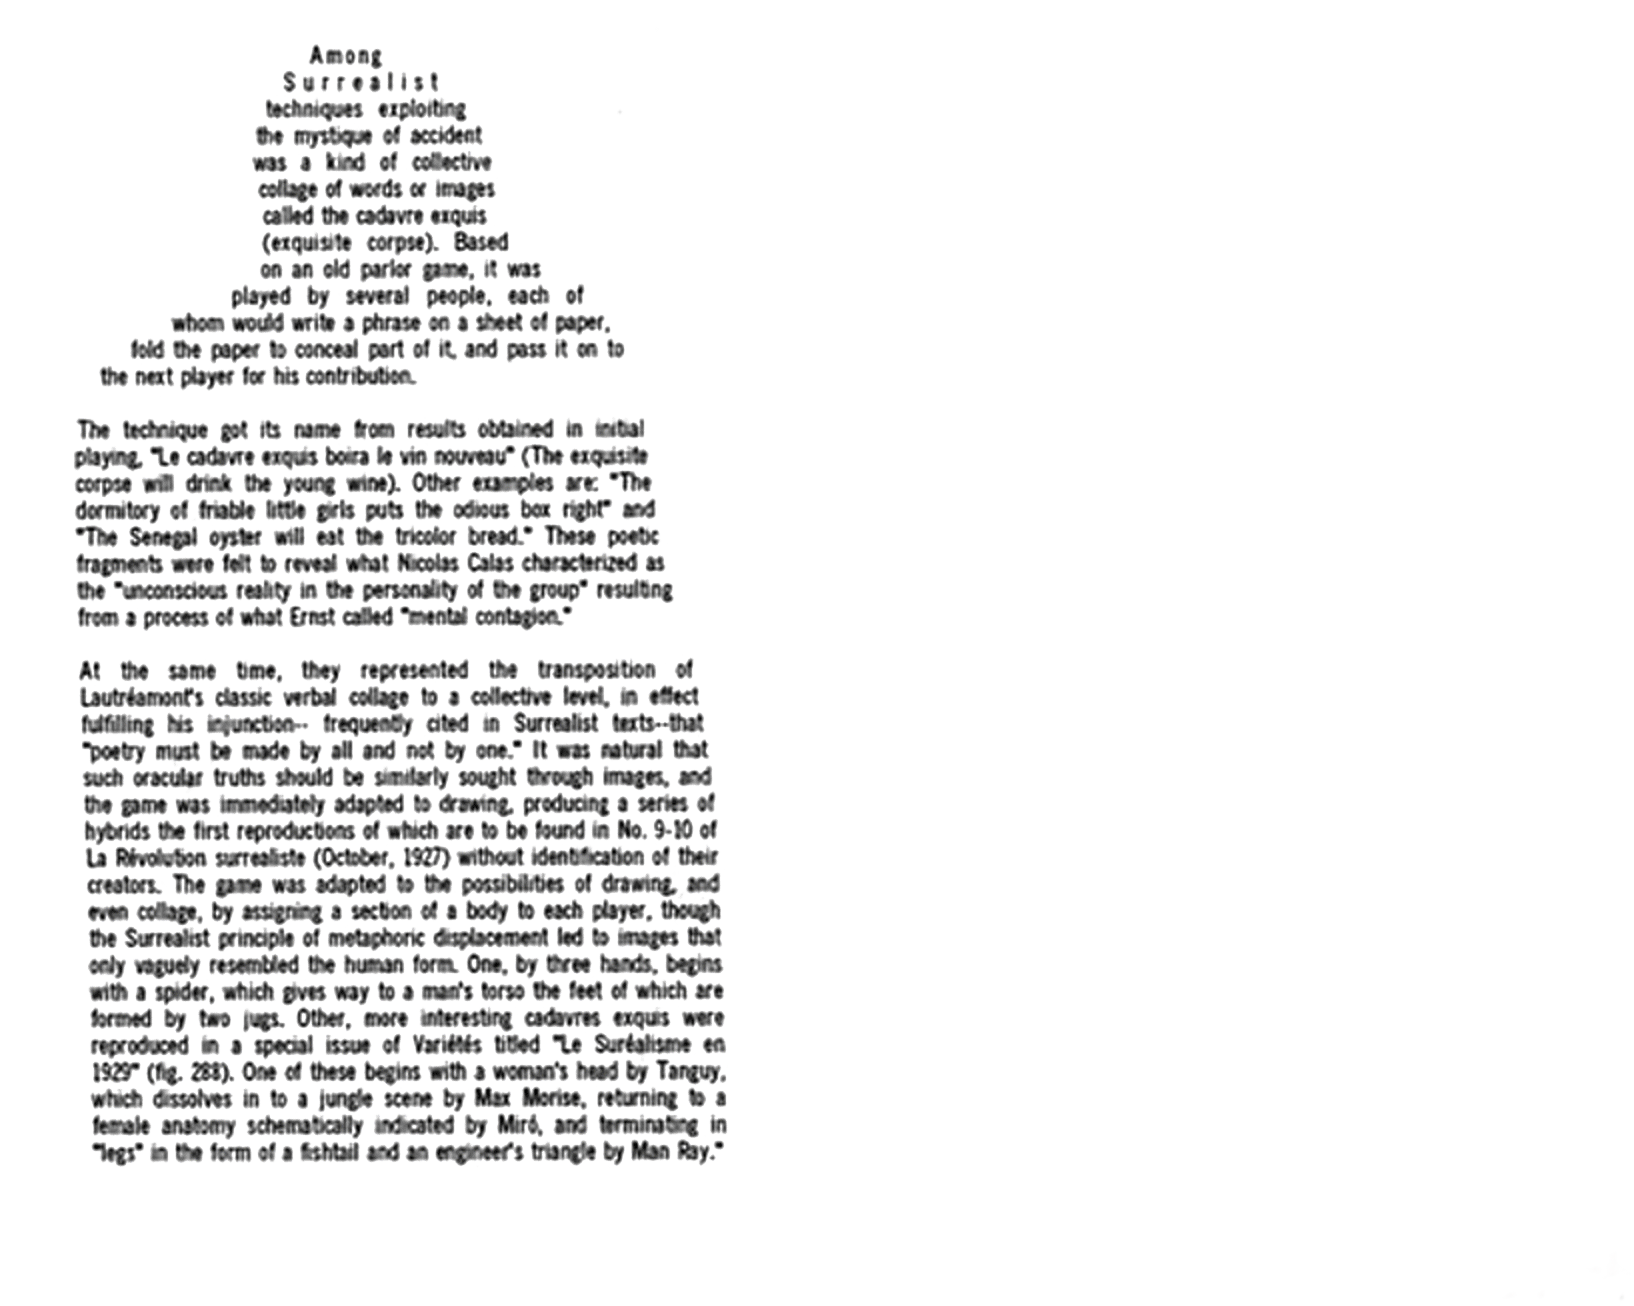 Among
Surrealist
techniques exploiting
the mystique of accident
was a kind of collective
collage of words or images
called the cadavre exquis
(exquisite corpse). Based
on an old parlor game, it was
played by several people, each of
whom would write a phrase on a sheet of paper,
fold the paper to conceal part of it, and pass it on to
the next player for his contribution.
The technique got its name from results obtained in initial
playing, "Le cadavre exquis boira le vin nouveau" (The exquisite
corpse will drink the young wine). Other examples are: "The
dormitory of friable little girls puts the odious box right" and
"The Senegal oyster will eat the tricolor bread." These poetic
fragments were felt to reveal what Nicolas Calas characterized as
the "unconscious reality in the personality of the group" resulting
from a process of what Ernst called "mental contagion."
At the same time, they represented the transposition of
Lautréamont's classic verbal collage to a collective level, in effect
fulfilling his injunction-- frequently cited in Surrealist texts--that
"poetry must be made by all and not by one." It was natural that
such oracular truths should be similarly sought through images, and
the game was immediately adapted to drawing, producing a series of
hybrids the first reproductions of which are to be found in No. 9-10 of
La Révolution surrealiste (October, 1927) without identification of their
creators. The game was adapted to the possibilities of drawing, and
even collage, by assigning a section of a body to each player, though
the Surrealist principle of metaphoric displacement led to images that
only vaguely resembled the human form. One, by three hands, begins
with a spider, which gives way to a man's torso the feet of which are
formed by two jugs. Other, more interesting cadavres exquis were
reproduced in a special issue of Variétés titled "Le Suréalisme en
1929" (fig. 288). One of these begins with a woman's head by Tanguy,
which dissolves in to a jungle scene by Max Morise, returning to a
female anatomy schematically indicated by Miró, and terminating in
"legs" in the form of a fishtail and an engineer's triangle by Man Ray."